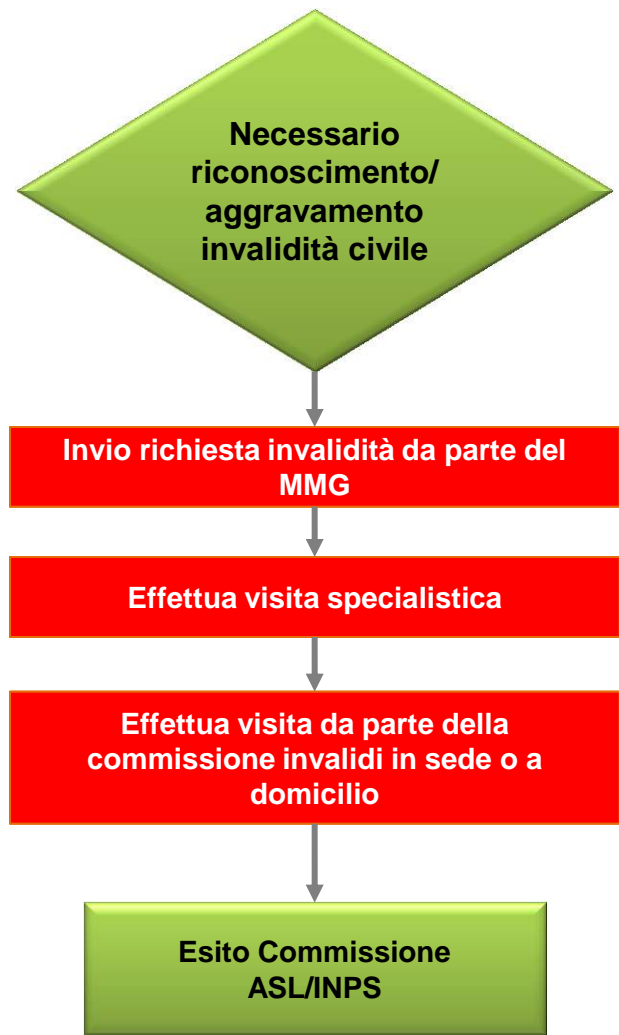 Necessario
riconoscimento/
aggravamento
invalidità civile
Invio richiesta invalidità da parte del
MMG
Effettua visita specialistica
Effettua visita da parte della
commissione invalidi in sede o a
domicilio
Esito Commissione
ASL/INPS